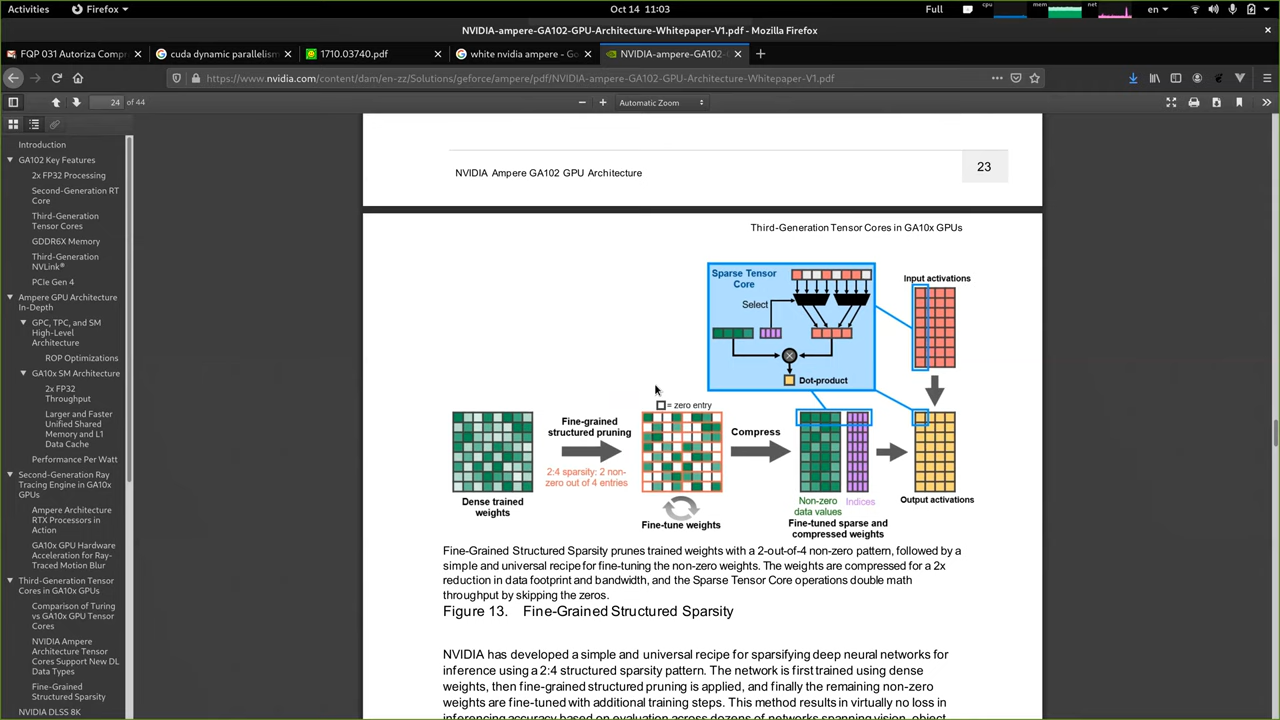 Activities
Firefox
Oct 14 11:03
Full
cpu
mem
net
en
NVIDIA-ampere-GA102-GPU-Architecture-Whitepaper-V1.pdf - Mozilla Firefox
FQP 031 Autoriza Compr
cuda dynamic parallelism
1710.03740.pdf
white nvidia ampere - Go
NVIDIA-ampere-GA102-
https://www.nvidia.com/content/dam/en-zz/Solutions/geforce/ampere/pdf/NVIDIA-ampere-GA102-GPU-Architecture-Whitepaper-V1.pdf
24 of 44
Automatic Zoom
Introduction
GA102 Key Features
2x FP32 Processing
Second-Generation RT
Core
Third-Generation
Tensor Cores
GDDR6X Memory
Third-Generation
NVLink®
PCIe Gen 4
Ampere GPU Architecture
In-Depth
GPC, TPC, and SM
High-Level
Architecture
ROP Optimizations
GA10x SM Architecture
2x FP32
Throughput
Larger and Faster
Unified Shared
Memory and L1
Data Cache
Performance Per Watt
Second-Generation Ray
Tracing Engine in GA10x
GPUs
Ampere Architecture
RTX Processors in
Action
GA10x GPU Hardware
Acceleration for Ray-
Traced Motion Blur
Third-Generation Tensor
Cores in GA10x GPUs
Comparison of Turing
vs GA10x GPU Tensor
Cores
NVIDIA Ampere
Architecture Tensor
Cores Support New DL
Data Types
Fine-Grained
Structured Sparsity
NVIDIA DLSS 8K
NVIDIA Ampere GA102 GPU Architecture
23
Third-Generation Tensor Cores in GA10x GPUs
Sparse Tensor
Core
Select
Dot-product
Input activations
= zero entry
Fine-grained
structured pruning
2:4 sparsity: 2 non-
zero out of 4 entries
Compress
Dense trained
weights
Fine-tune weights
Non-zero
data values
Indices
Fine-tuned sparse and
compressed weights
Output activations
Fine-Grained Structured Sparsity prunes trained weights with a 2-out-of-4 non-zero pattern, followed by a
simple and universal recipe for fine-tuning the non-zero weights. The weights are compressed for a 2x
reduction in data footprint and bandwidth, and the Sparse Tensor Core operations double math
throughput by skipping the zeros.
Figure 13. Fine-Grained Structured Sparsity
NVIDIA has developed a simple and universal recipe for sparsifying deep neural networks for
inference using a 2:4 structured sparsity pattern. The network is first trained using dense
weights, then fine-grained structured pruning is applied, and finally the remaining non-zero
weights are fine-tuned with additional training steps. This method results in virtually no loss in
inferencing accuracy based on evaluation across dozens of networks spanning vision, object